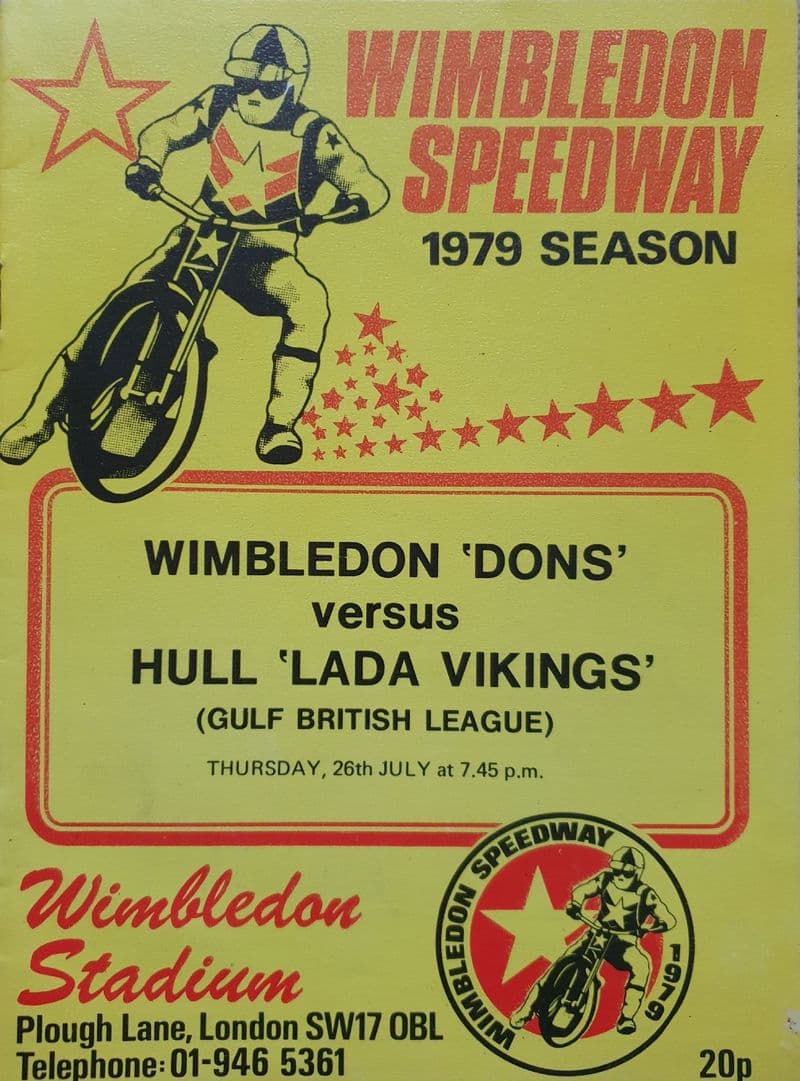 WIMBLEDON
SPEEDWAY
1979 SEASON
WIMBLEDON ‘DONS’
versus
HULL ‘LADA VIKINGS’
(GULF BRITISH LEAGUE)
THURSDAY, 26th JULY at 7.45 p.m.
Wimbledon
Stadium
Plough Lane, London SW17 0BL
Telephone: 01-946 5361
WIMBLEDON SPEEDWAY
1979
20p